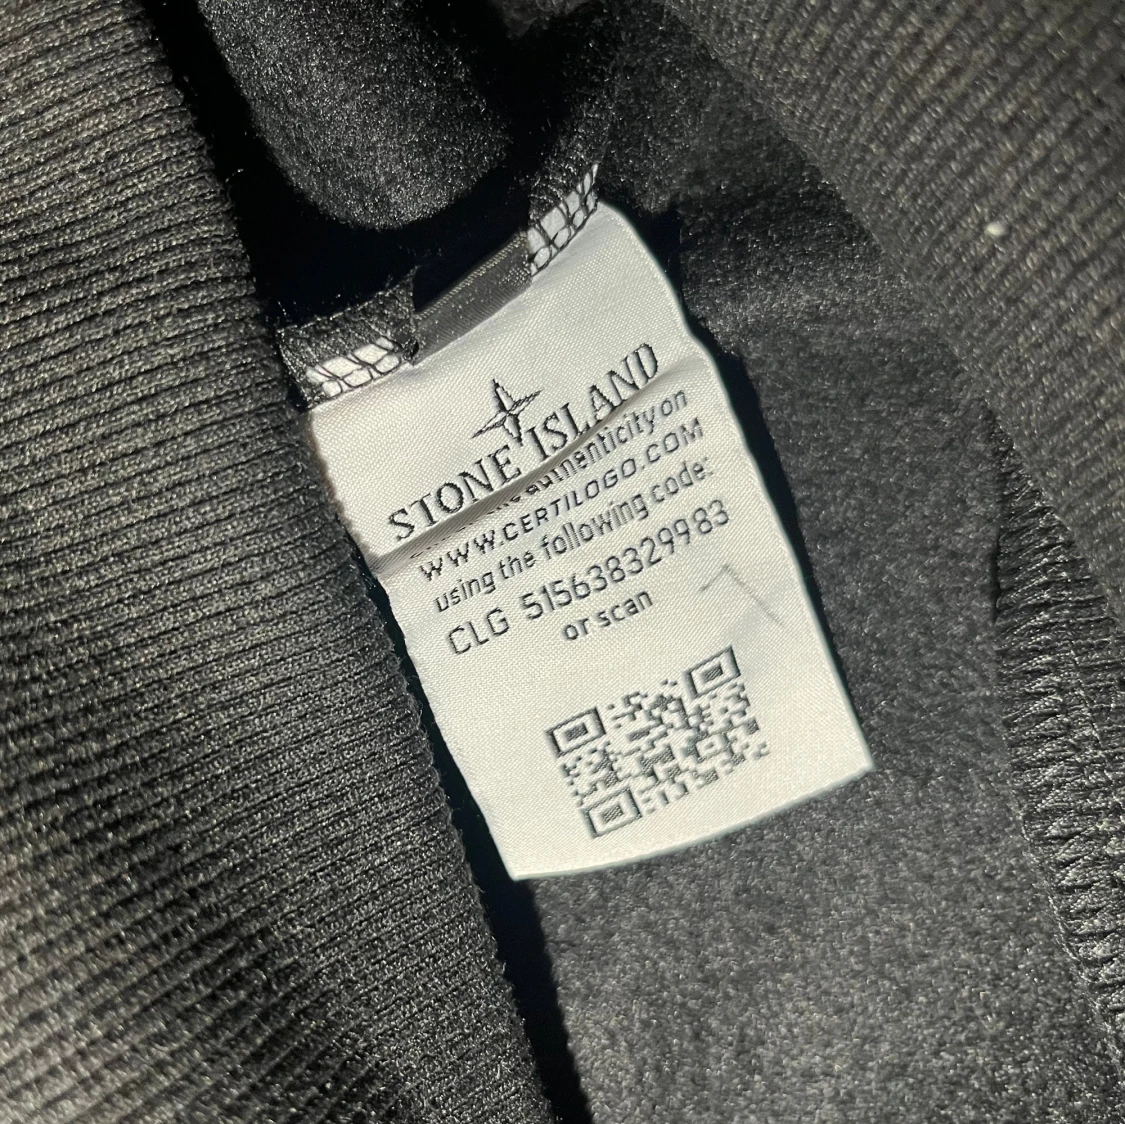 STONE ISLAND
authenticity on
WWW.CERTILOGO.COM
using the following code:
CLG 515638329983
or scan